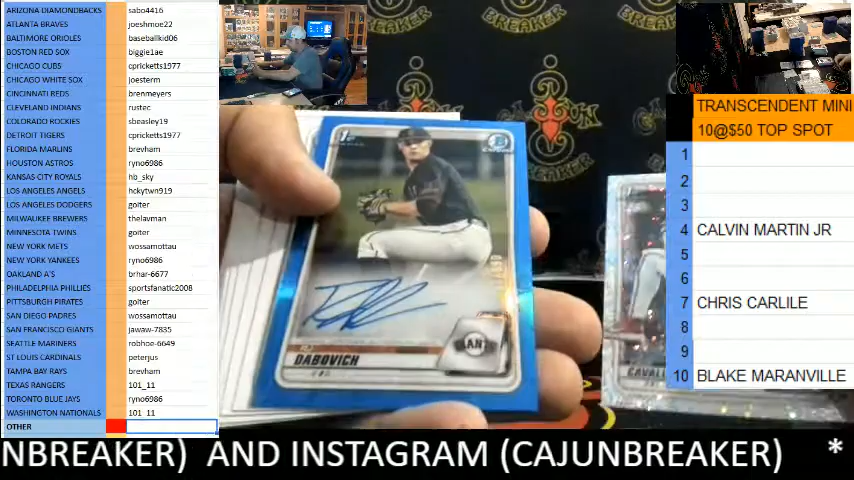 ARIZONA DIAMONDBACKS sabo4416
ATLANTA BRAVES joeshmoe22
BALTIMORE ORIOLES baseballkid06
BOSTON RED SOX biggie1ae
CHICAGO CUBS cpricketts1977
CHICAGO WHITE SOX joesterm
CINCINNATI REDS brenmeyers
CLEVELAND INDIANS rustec
COLORADO ROCKIES sbeasley19
DETROIT TIGERS cpricketts1977
FLORIDA MARLINS brevham
HOUSTON ASTROS ryno6986
KANSAS CITY ROYALS hb_sky
LOS ANGELES ANGELS hckytwn919
LOS ANGELES DODGERS golter
MILWAUKEE BREWERS thelavman
MINNESOTA TWINS golter
NEW YORK METS wossamottau
NEW YORK YANKEES ryno6986
OAKLAND A'S brhar-6677
PHILADELPHIA PHILLIES sportsfanatic2008
PITTSBURGH PIRATES golter
SAN DIEGO PADRES wossamottau
SAN FRANCISCO GIANTS jawaw-7835
SEATTLE MARINERS robhoe-6649
ST LOUIS CARDINALS peterjus
TAMPA BAY RAYS brevham
TEXAS RANGERS 101_11
TORONTO BLUE JAYS ryno6986
WASHINGTON NATIONALS 101_11
OTHER
1st
DABOVICH
CAVALLI
TRANSCENDENT MINI
10@$50 TOP SPOT
1
2
3
4 CALVIN MARTIN JR
5
6
7 CHRIS CARLILE
8
9
10 BLAKE MARANVILLE
NBREAKER) AND INSTAGRAM (CAJUNBREAKER) *